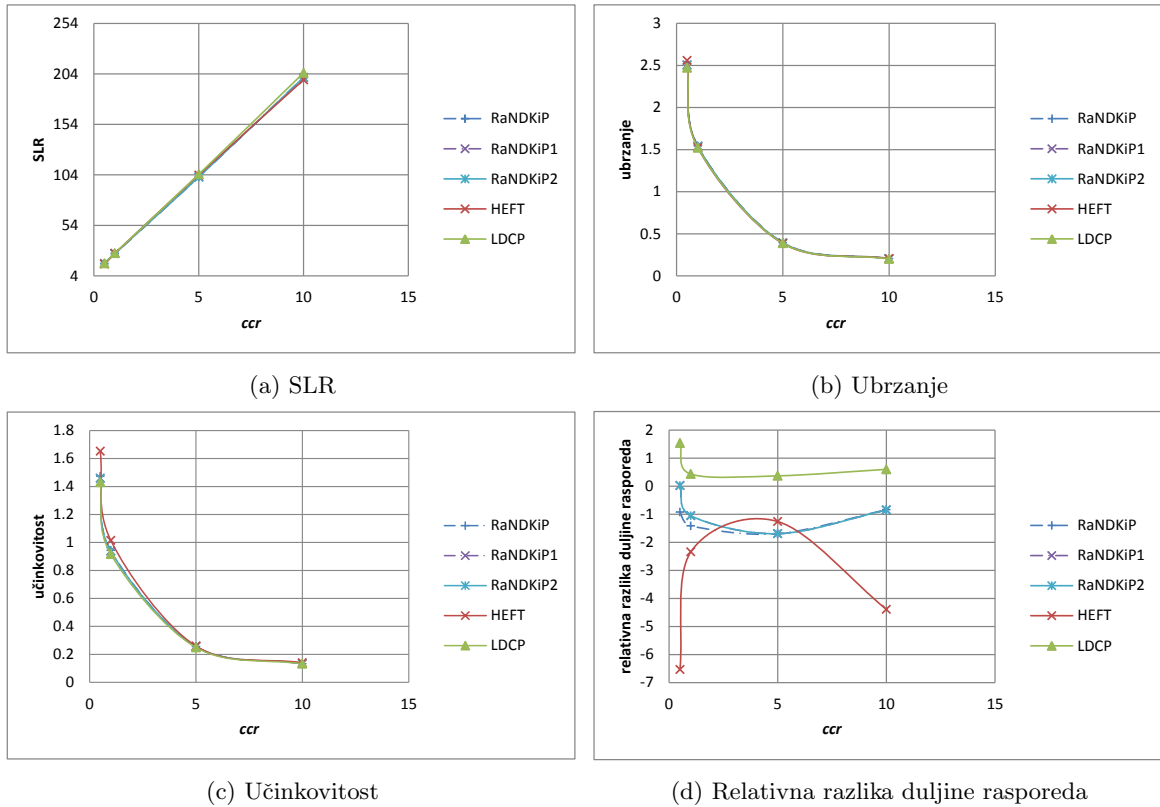 254
204
154
104
54
4
SLR
0 5 10 15
ccr
RaNDKiP
RaNDKiP1
RaNDKiP2
HEFT
LDCP
(a) SLR
3
2.5
2
1.5
1
0.5
0
ubrzanje
0 5 10 15
ccr
RaNDKiP
RaNDKiP1
RaNDKiP2
HEFT
LDCP
(b) Ubrzanje
1.8
1.6
1.4
1.2
1
0.8
0.6
0.4
0.2
0
učinkovitost
0 5 10 15
ccr
RaNDKiP
RaNDKiP1
RaNDKiP2
HEFT
LDCP
(c) Učinkovitost
2
1
0
-1
-2
-3
-4
-5
-6
-7
relativna razlika duljine rasporeda
0 5 10 15
ccr
RaNDKiP
RaNDKiP1
RaNDKiP2
HEFT
LDCP
(d) Relativna razlika duljine rasporeda